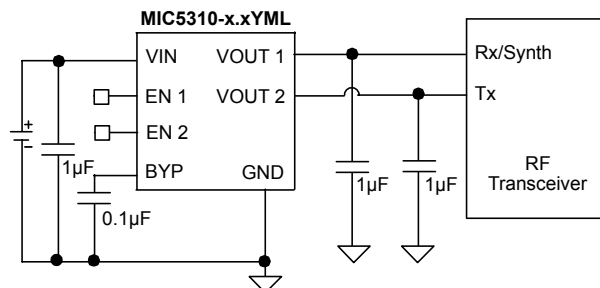 MIC5310-x.xYML
VIN VOUT 1
EN 1 VOUT 2
EN 2
BYP GND
+
-
1µF
0.1µF
1µF
1µF
Rx/Synth
Tx
RF
Transceiver